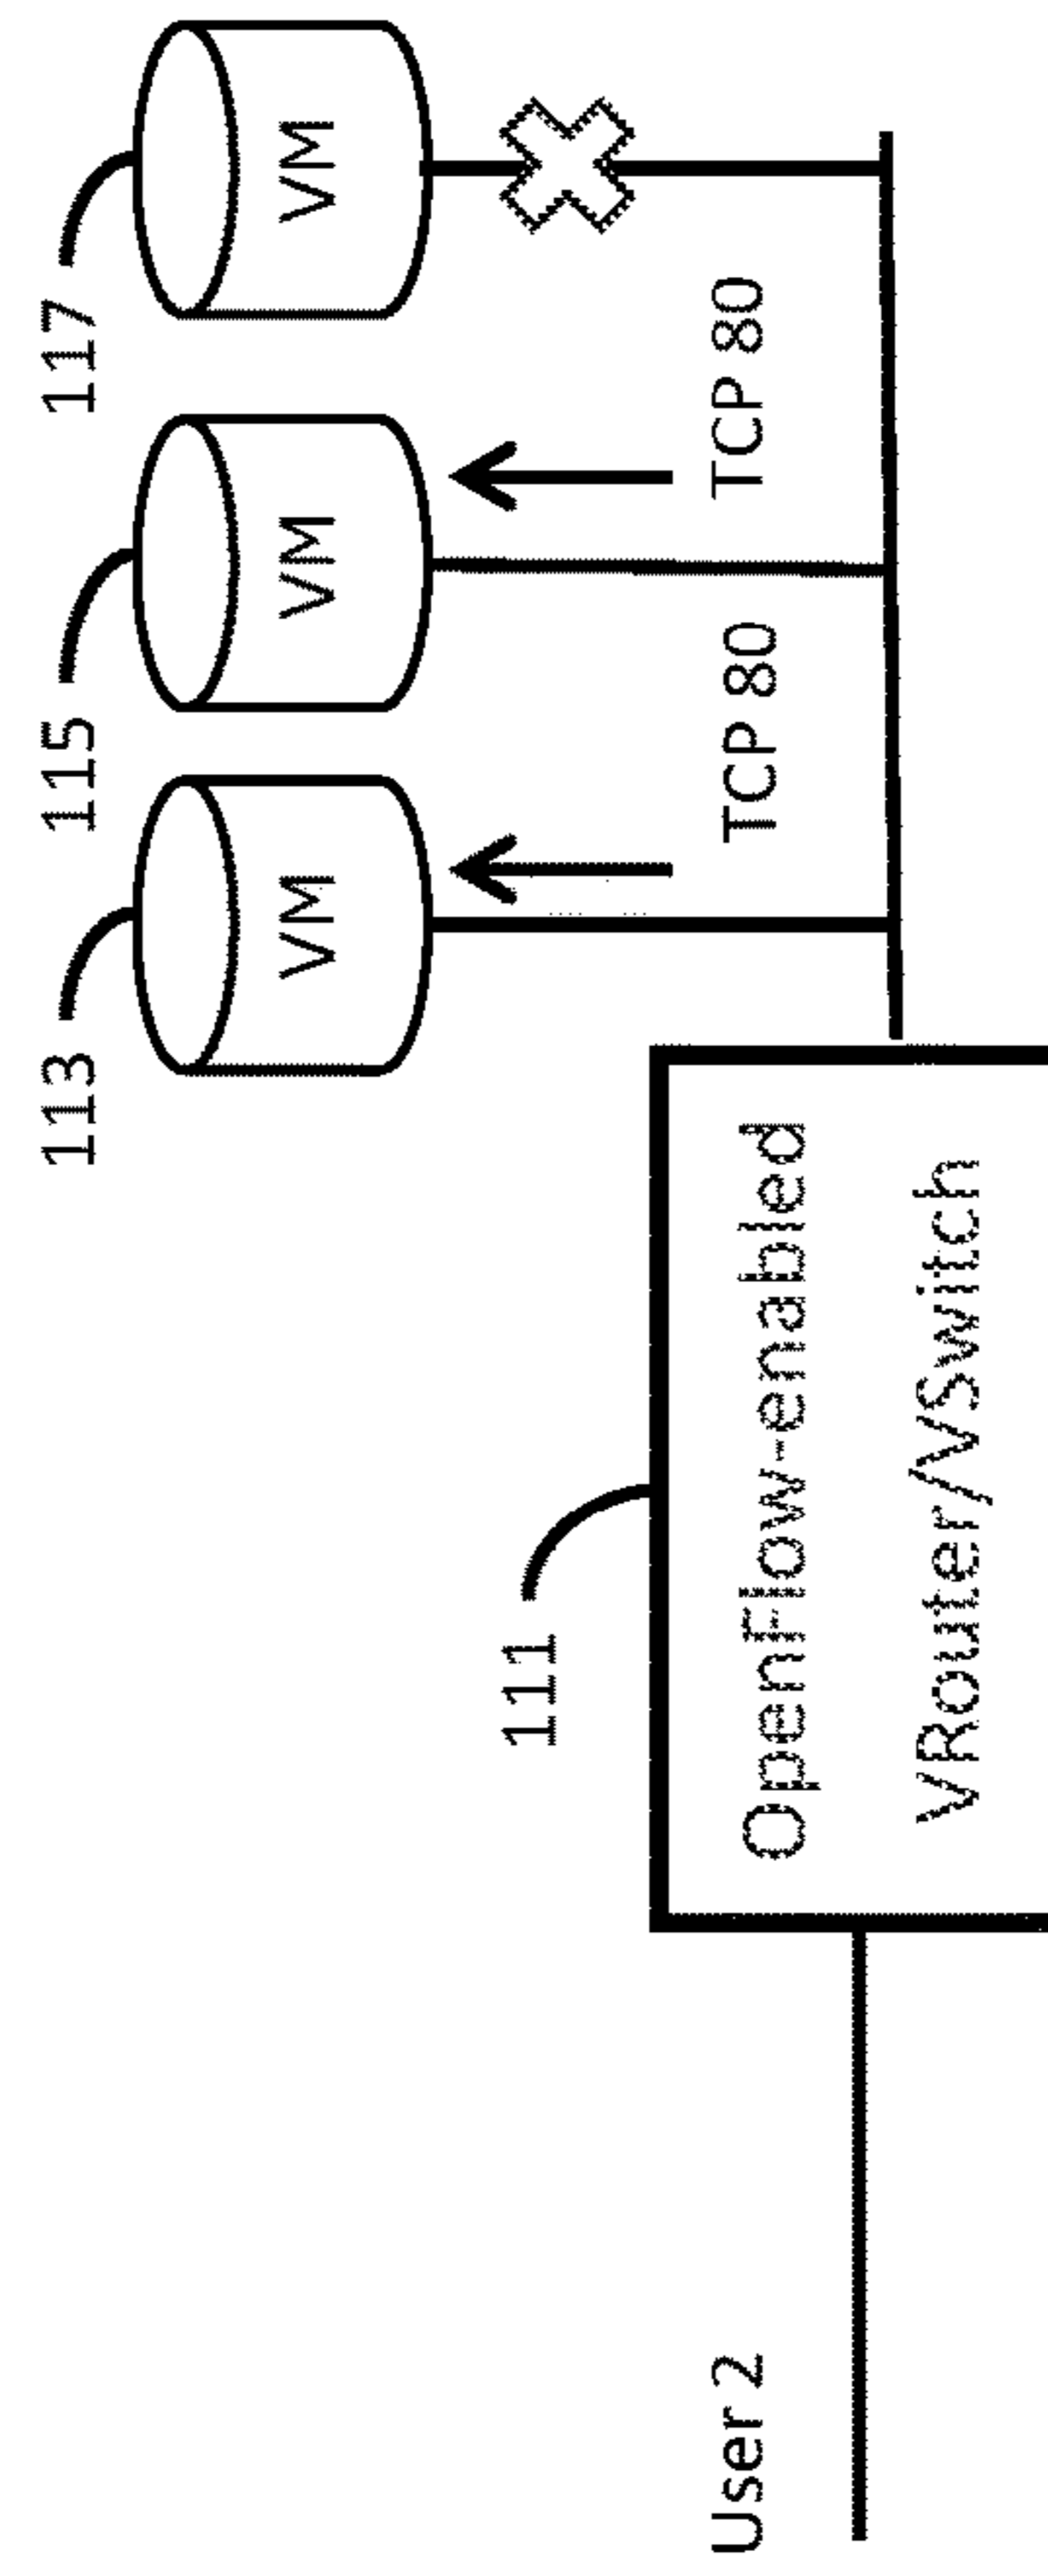 113
115
117
VM
VM
VM
TCP 80
TCP 80
111
OpenFlow-enabled
VRouter/VSwitch
User 2